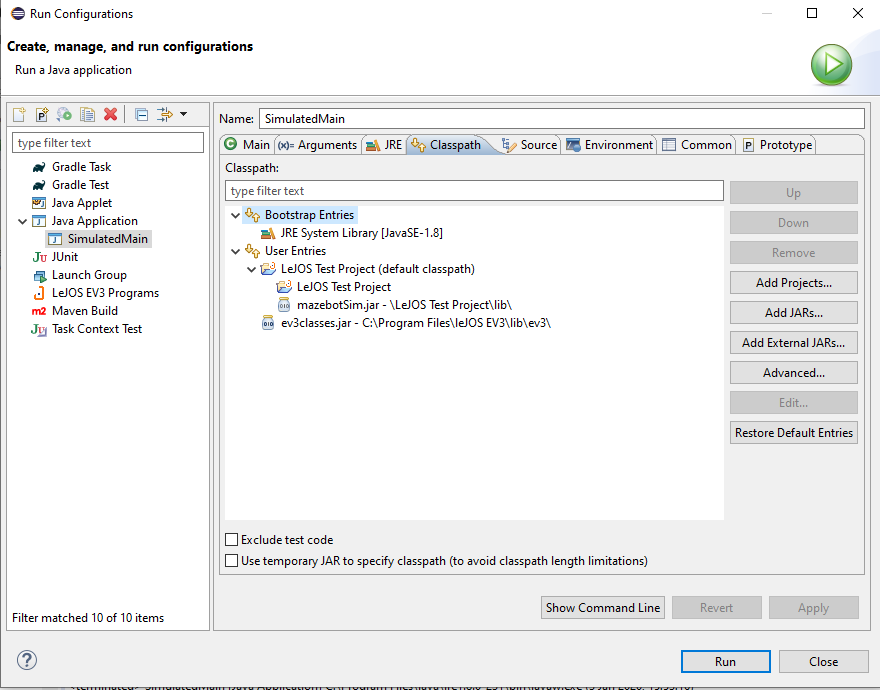 Run Configurations
Create, manage, and run configurations
Run a Java application
type filter text
Gradle Task
Gradle Test
Java Applet
Java Application
SimulatedMain
Ju JUnit
Launch Group
LeJOS EV3 Programs
m2 Maven Build
Ju Task Context Test
Filter matched 10 of 10 items
Name: SimulatedMain
Main (x)= Arguments JRE Classpath Source Environment Common P Prototype
Classpath:
type filter text
Bootstrap Entries
JRE System Library [JavaSE-1.8]
User Entries
LeJOS Test Project (default classpath)
LeJOS Test Project
mazebotSim.jar - \LeJOS Test Project\lib\
ev3classes.jar - C:\Program Files\leJOS EV3\lib\ev3\
Up
Down
Remove
Add Projects...
Add JARs...
Add External JARs...
Advanced...
Edit...
Restore Default Entries
Exclude test code
Use temporary JAR to specify classpath (to avoid classpath length limitations)
Show Command Line Revert Apply
Run Close